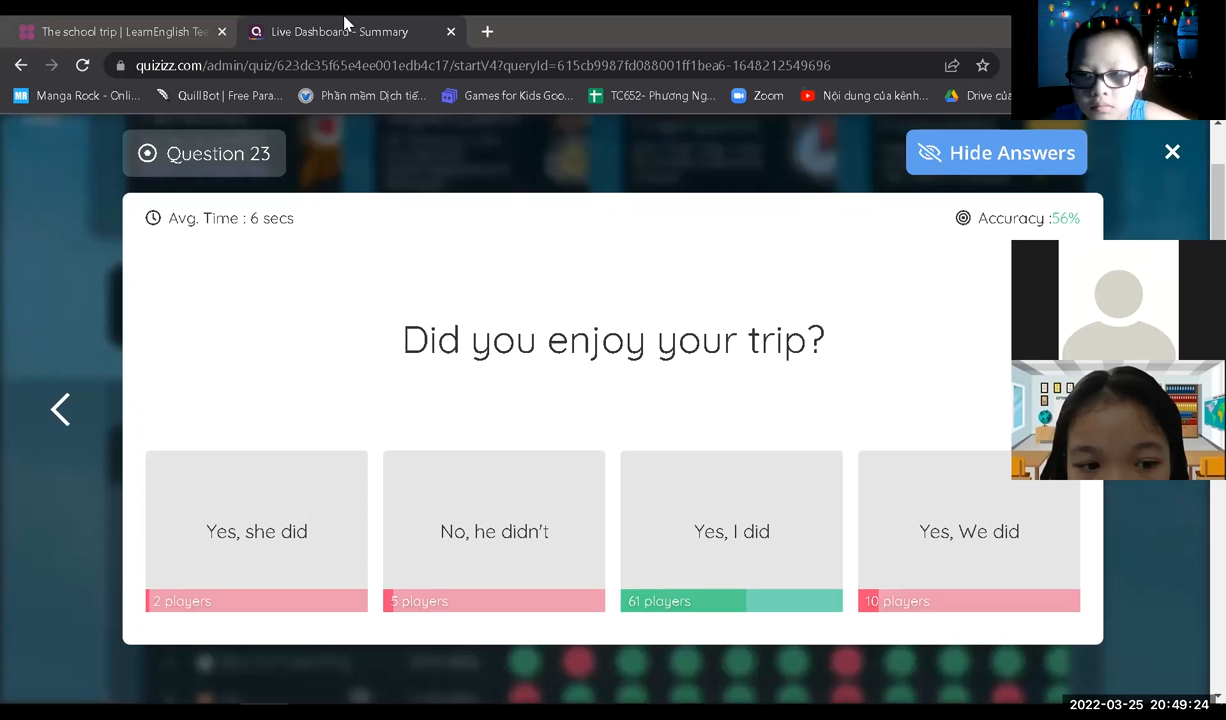 The school trip | LearnEnglish Tee
Live Dashboard - Summary
quizizz.com/admin/quiz/623dc35f65e4ee001edb4c17/startV4?queryId=615cb9987fd088001ff1bea6-1648212549696
MR Manga Rock - Onli...
QuillBot | Free Para...
Phần mềm Dịch tiế...
Games for Kids Goo...
TC652- Phương Ng...
Zoom
Nội dung của kênh...
Drive củ
Question 23
Hide Answers
Avg. Time : 6 secs
Accuracy :56%
Did you enjoy your trip?
Yes, she did
No, he didn't
Yes, I did
Yes, We did
2 players
5 players
61 players
10 players
2022-03-25 20:49:24